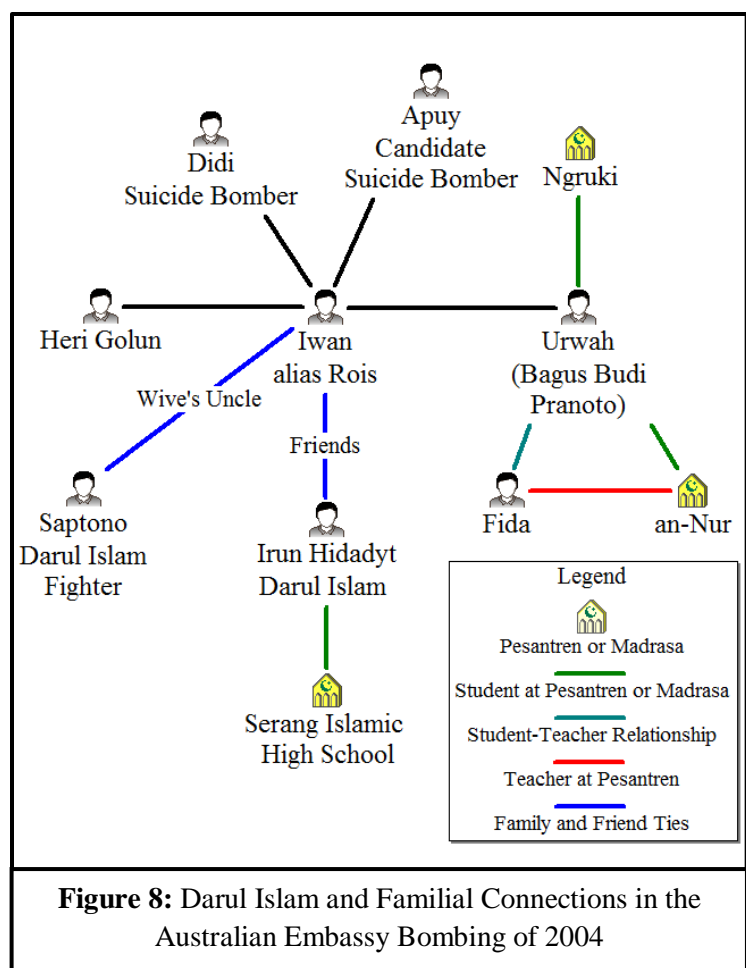 Apuy
Candidate
Suicide Bomber
Didi
Suicide Bomber
Ngruki
Heri Golun
Iwan
alias Rois
Urwah
(Bagus Budi
Pranoto)
Wive's Uncle
Friends
Saptono
Darul Islam
Fighter
Irun Hidadyt
Darul Islam
Fida
an-Nur
Serang Islamic
High School
Legend
Pesantren or Madrasa
Student at Pesantren or Madrasa
Student-Teacher Relationship
Teacher at Pesantren
Family and Friend Ties
Figure 8: Darul Islam and Familial Connections in the
Australian Embassy Bombing of 2004